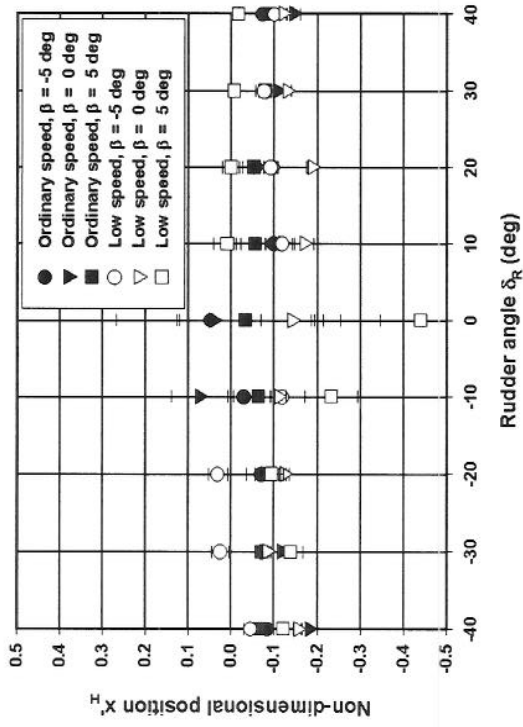 Ordinary speed, β = -5 deg
Ordinary speed, β = 0 deg
Ordinary speed, β = 5 deg
Low speed, β = -5 deg
Low speed, β = 0 deg
Low speed, β = 5 deg
0.5
0.4
0.3
0.2
0.1
0.0
-0.1
-0.2
-0.3
-0.4
-0.5
Non-dimensional position x'H
-40
-30
-20
-10
0
10
20
30
40
Rudder angle δR (deg)